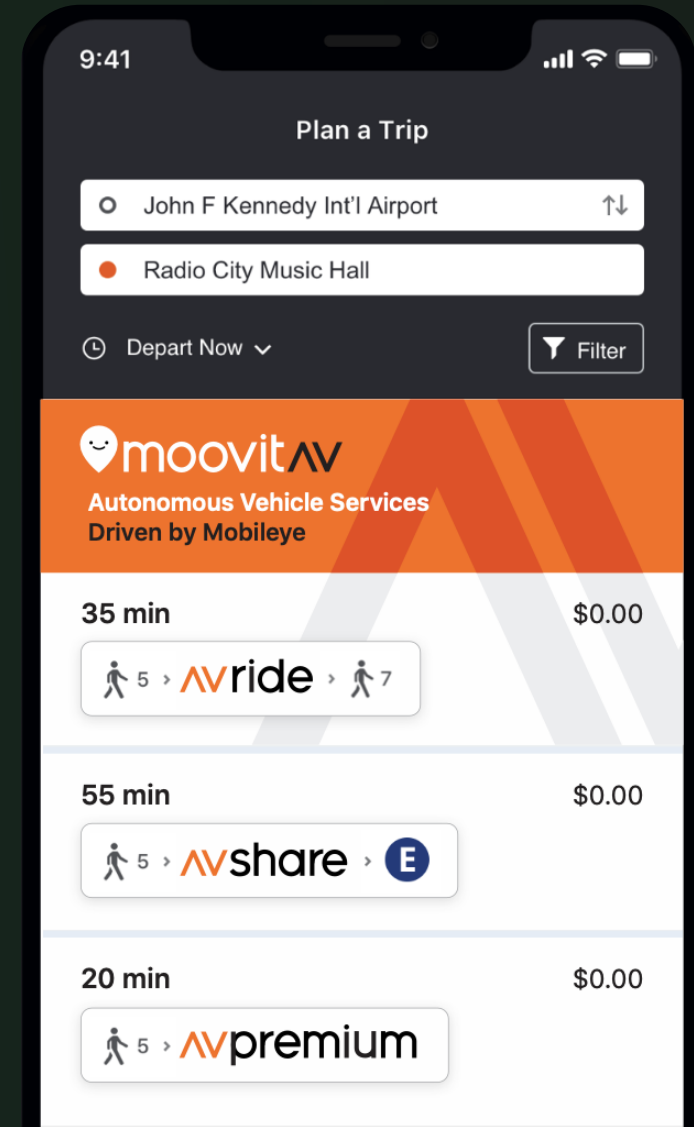 9:41
Plan a Trip
John F Kennedy Int'l Airport
Radio City Music Hall
Depart Now
Filter
moovit AV
Autonomous Vehicle Services
Driven by Mobileye
35 min $0.00
5 > AVride > 7
55 min $0.00
5 > AVshare > E
20 min $0.00
5 > AVpremium